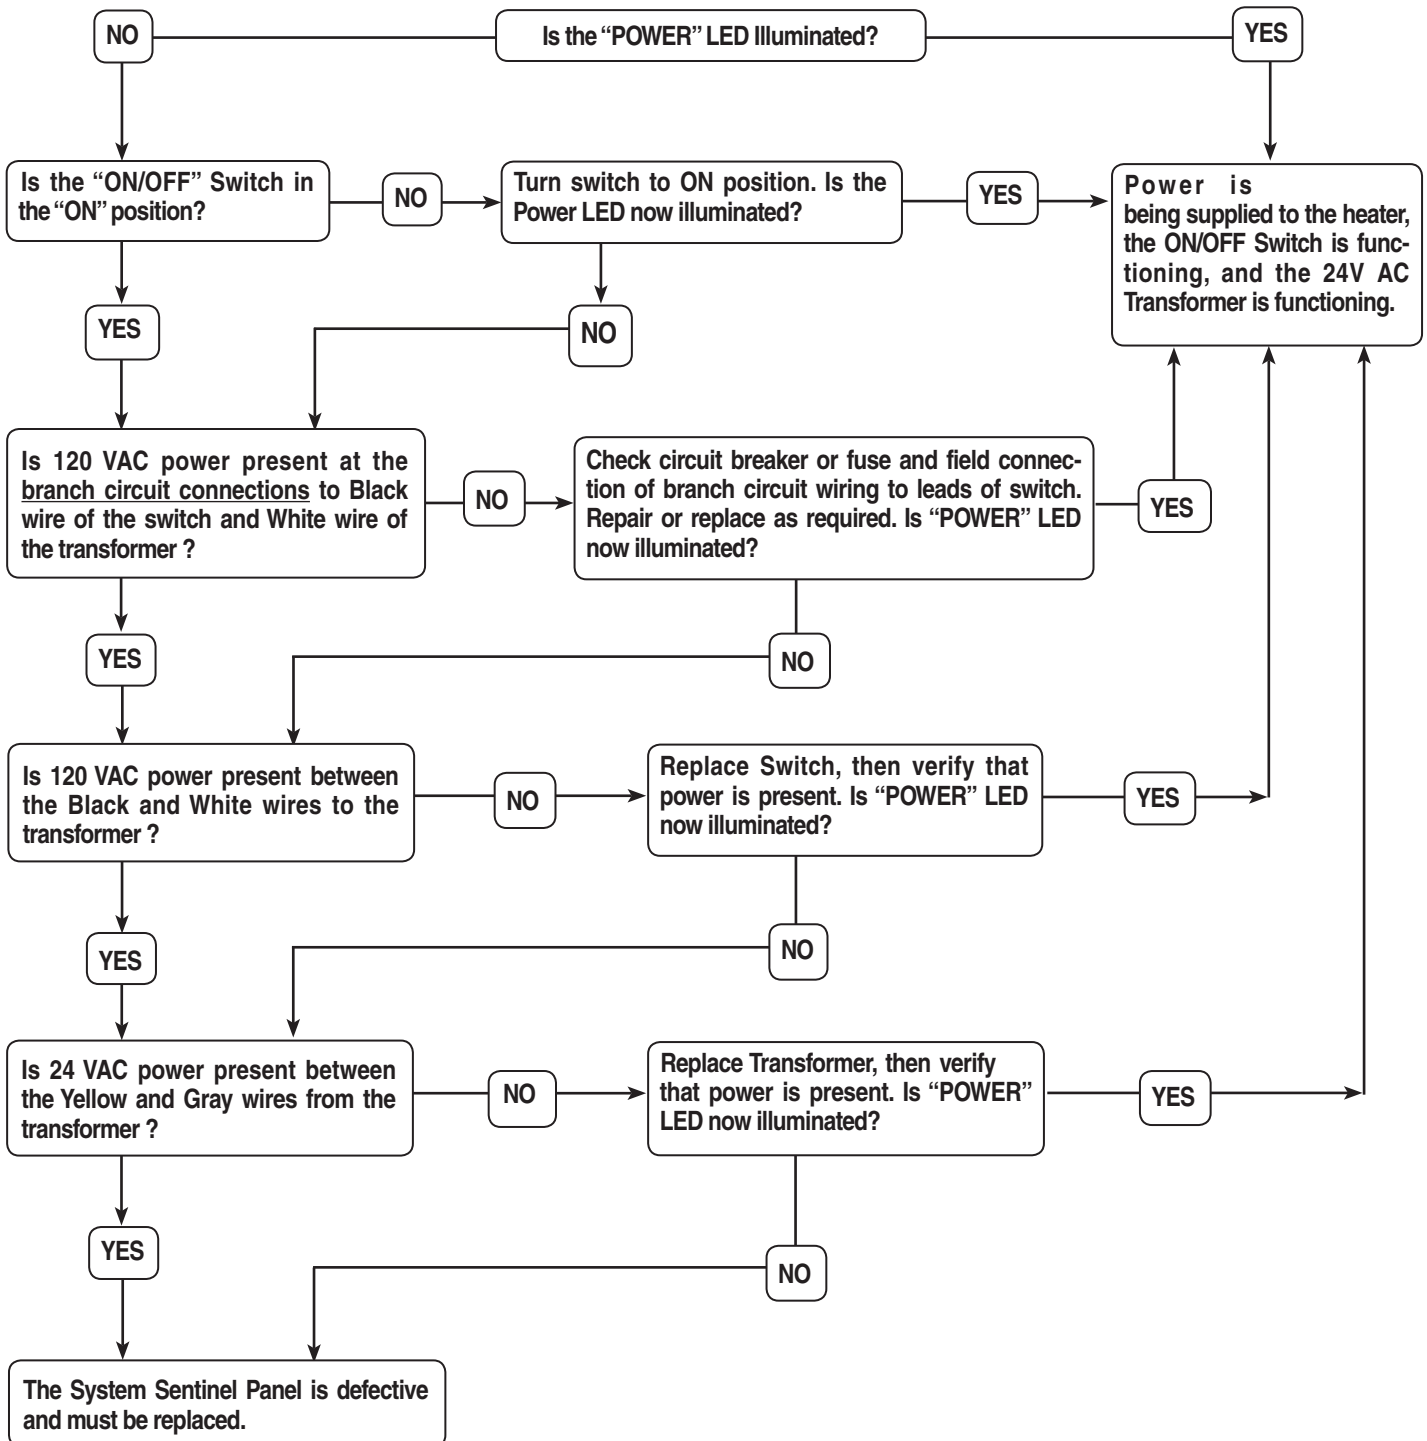 NO
Is the “POWER” LED Illuminated?
YES
Is the “ON/OFF” Switch in
the “ON” position?
NO
Turn switch to ON position. Is the
Power LED now illuminated?
YES
Power is
being supplied to the heater,
the ON/OFF Switch is func-
tioning, and the 24V AC
Transformer is functioning.
YES
NO
Is 120 VAC power present at the
branch circuit connections to Black
wire of the switch and White wire of
the transformer ?
NO
Check circuit breaker or fuse and field connec-
tion of branch circuit wiring to leads of switch.
Repair or replace as required. Is “POWER” LED
now illuminated?
YES
YES
NO
Is 120 VAC power present between
the Black and White wires to the
transformer ?
NO
Replace Switch, then verify that
power is present. Is “POWER” LED
now illuminated?
YES
YES
NO
Is 24 VAC power present between
the Yellow and Gray wires from the
transformer ?
NO
Replace Transformer, then verify
that power is present. Is “POWER”
LED now illuminated?
YES
YES
NO
The System Sentinel Panel is defective
and must be replaced.